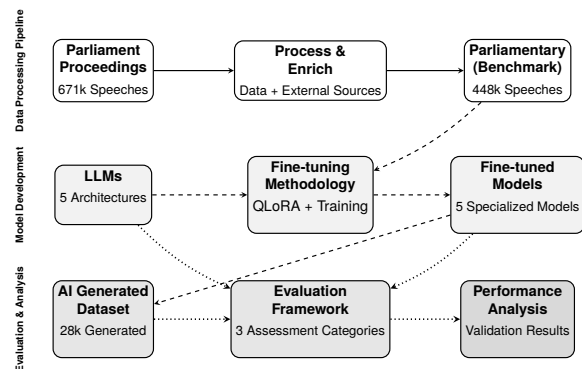 Data Processing Pipeline
Parliament
Proceedings
671k Speeches
Process &
Enrich
Data + External Sources
Parliamentary
(Benchmark)
448k Speeches
Model Development
LLMs
5 Architectures
Fine-tuning
Methodology
QLoRA + Training
Fine-tuned
Models
5 Specialized Models
Evaluation & Analysis
AI Generated
Dataset
28k Generated
Evaluation
Framework
3 Assessment Categories
Performance
Analysis
Validation Results